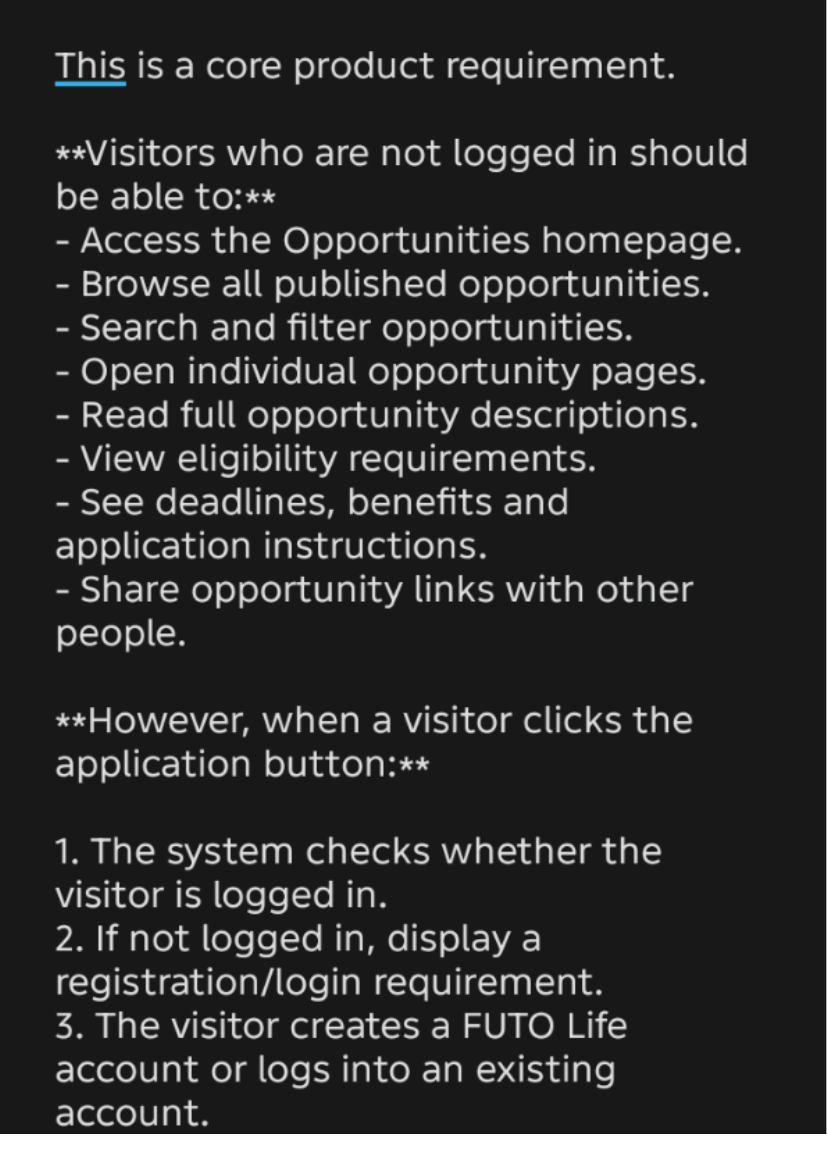 This is a core product requirement.
**Visitors who are not logged in should
be able to:**
- Access the Opportunities homepage.
- Browse all published opportunities.
- Search and filter opportunities.
- Open individual opportunity pages.
- Read full opportunity descriptions.
- View eligibility requirements.
- See deadlines, benefits and
application instructions.
- Share opportunity links with other
people.
**However, when a visitor clicks the
application button:**
1. The system checks whether the
visitor is logged in.
2. If not logged in, display a
registration/login requirement.
3. The visitor creates a FUTO Life
account or logs into an existing
account.